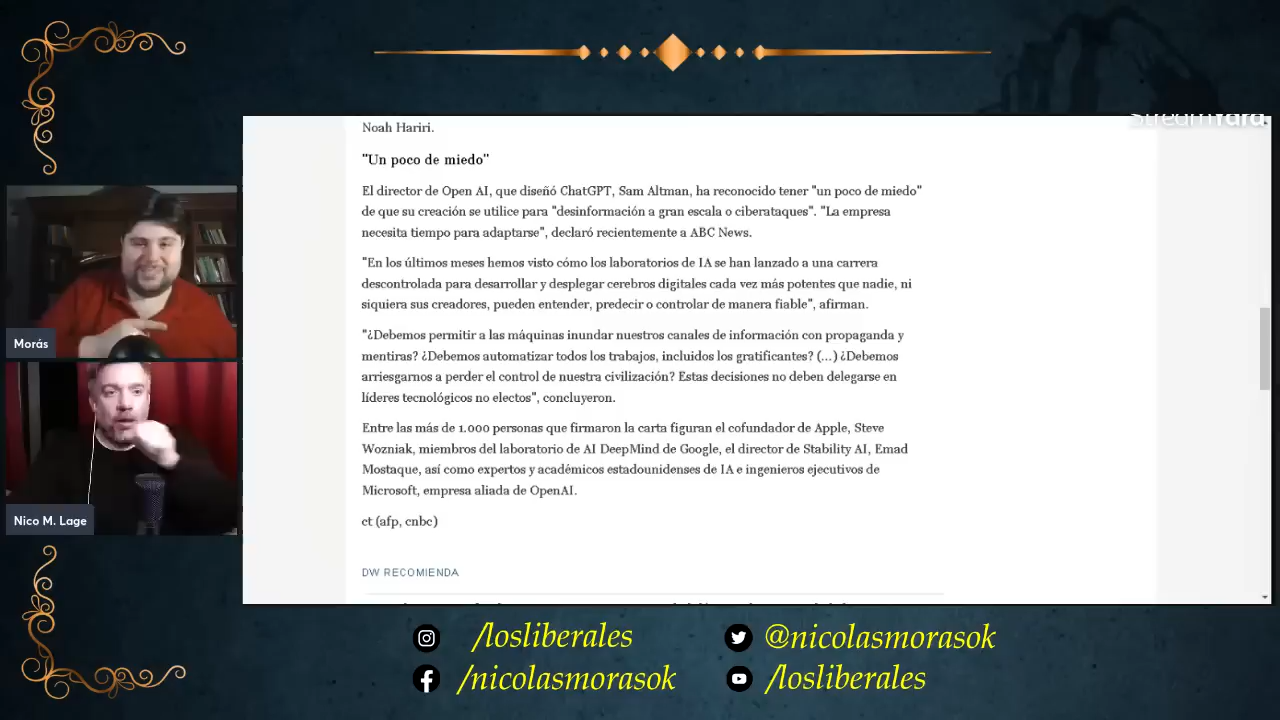 StreamYard
Noah Hariri.
"Un poco de miedo"
El director de Open AI, que diseñó ChatGPT, Sam Altman, ha reconocido tener "un poco de miedo"
de que su creación se utilice para "desinformación a gran escala o ciberataques". "La empresa
necesita tiempo para adaptarse", declaró recientemente a ABC News.
"En los últimos meses hemos visto cómo los laboratorios de IA se han lanzado a una carrera
descontrolada para desarrollar y desplegar cerebros digitales cada vez más potentes que nadie, ni
siquiera sus creadores, pueden entender, predecir o controlar de manera fiable", afirman.
"¿Debemos permitir a las máquinas inundar nuestros canales de información con propaganda y
mentiras? ¿Debemos automatizar todos los trabajos, incluidos los gratificantes? (...) ¿Debemos
arriesgarnos a perder el control de nuestra civilización? Estas decisiones no deben delegarse en
líderes tecnológicos no electos", concluyeron.
Entre las más de 1.000 personas que firmaron la carta figuran el cofundador de Apple, Steve
Wozniak, miembros del laboratorio de AI DeepMind de Google, el director de Stability AI, Emad
Mostaque, así como expertos y académicos estadounidenses de IA e ingenieros ejecutivos de
Microsoft, empresa aliada de OpenAI.
ct (afp, cnbc)
DW RECOMIENDA
Morás
Nico M. Lage
/losliberales
@nicolasmorasok
/nicolasmorasok
/losliberales